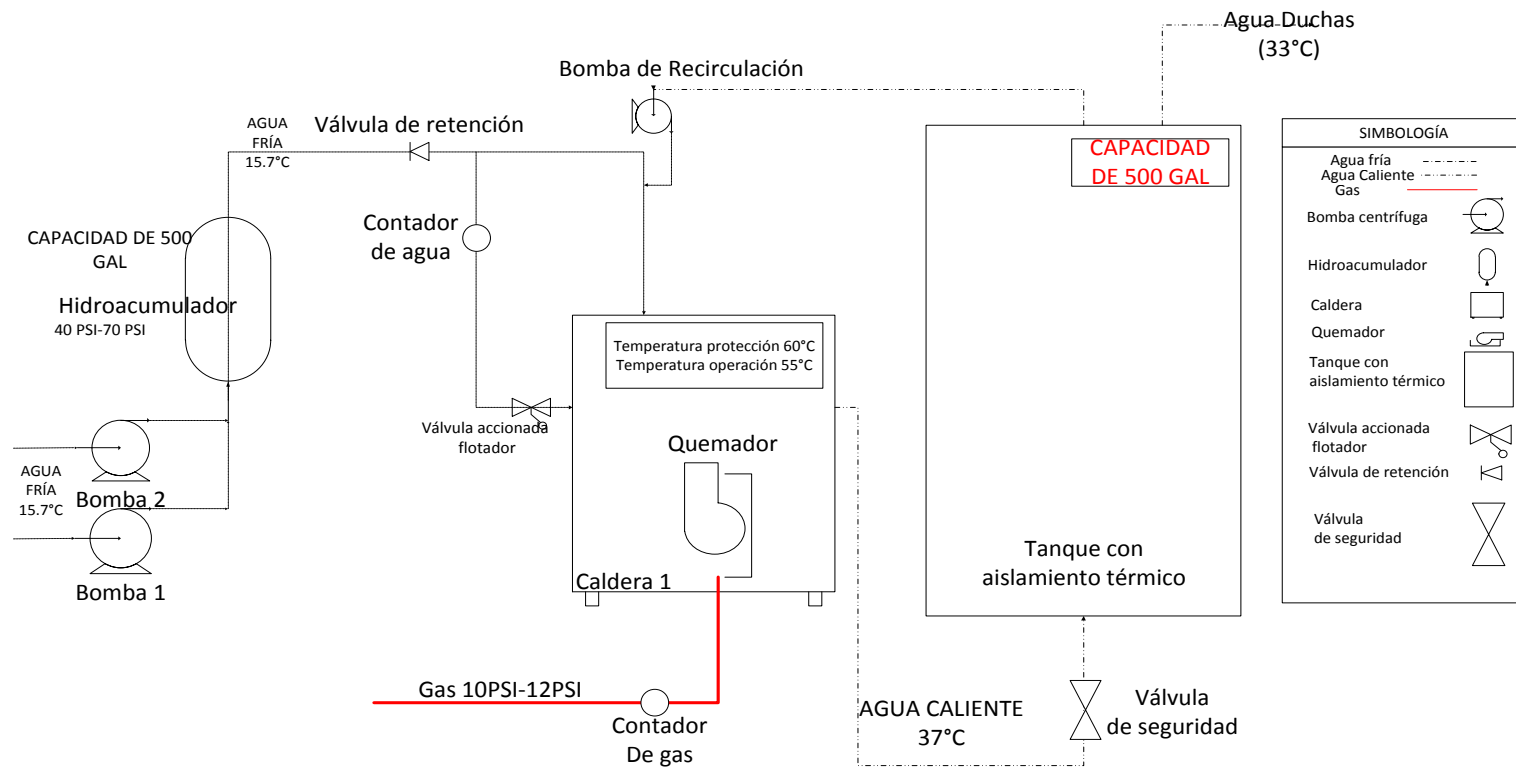 Agua Duchas
(33°C)
Bomba de Recirculación
AGUA
FRÍA
15.7°C
Válvula de retención
CAPACIDAD
DE 500 GAL
SIMBOLOGÍA
Agua fría
Agua Caliente
Gas
Bomba centrífuga
Hidroacumulador
Caldera
Quemador
Tanque con
aislamiento térmico
Válvula accionada
flotador
Válvula de retención
Válvula
de seguridad
Contador
de agua
CAPACIDAD DE 500
GAL
Hidroacumulador
40 PSI-70 PSI
Temperatura protección 60°C
Temperatura operación 55°C
Válvula accionada
flotador
Quemador
AGUA
FRÍA
15.7°C
Bomba 2
Bomba 1
Caldera 1
Tanque con
aislamiento térmico
Gas 10PSI-12PSI
Contador
De gas
AGUA CALIENTE
37°C
Válvula
de seguridad